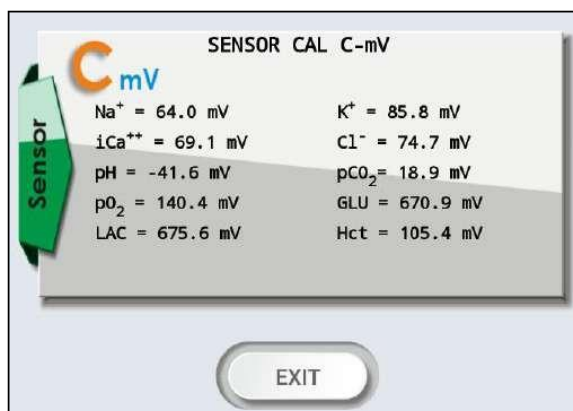 SENSOR CAL C-mV
C mV
Sensor
Na⁺ = 64.0 mV K⁺ = 85.8 mV
iCa⁺⁺ = 69.1 mV Cl⁻ = 74.7 mV
pH = -41.6 mV pCO₂= 18.9 mV
pO₂ = 140.4 mV GLU = 670.9 mV
LAC = 675.6 mV Hct = 105.4 mV
EXIT